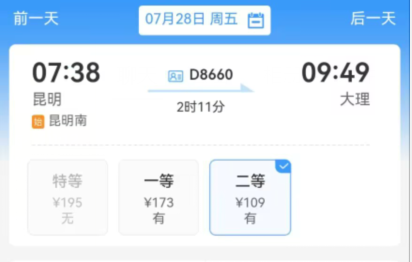 前一天 07月28日 周五 后一天
07:38 D8660 09:49
昆明 2时11分 大理
始 昆明南
特等 一等 二等
¥195 ¥173 ¥109
无 有 有